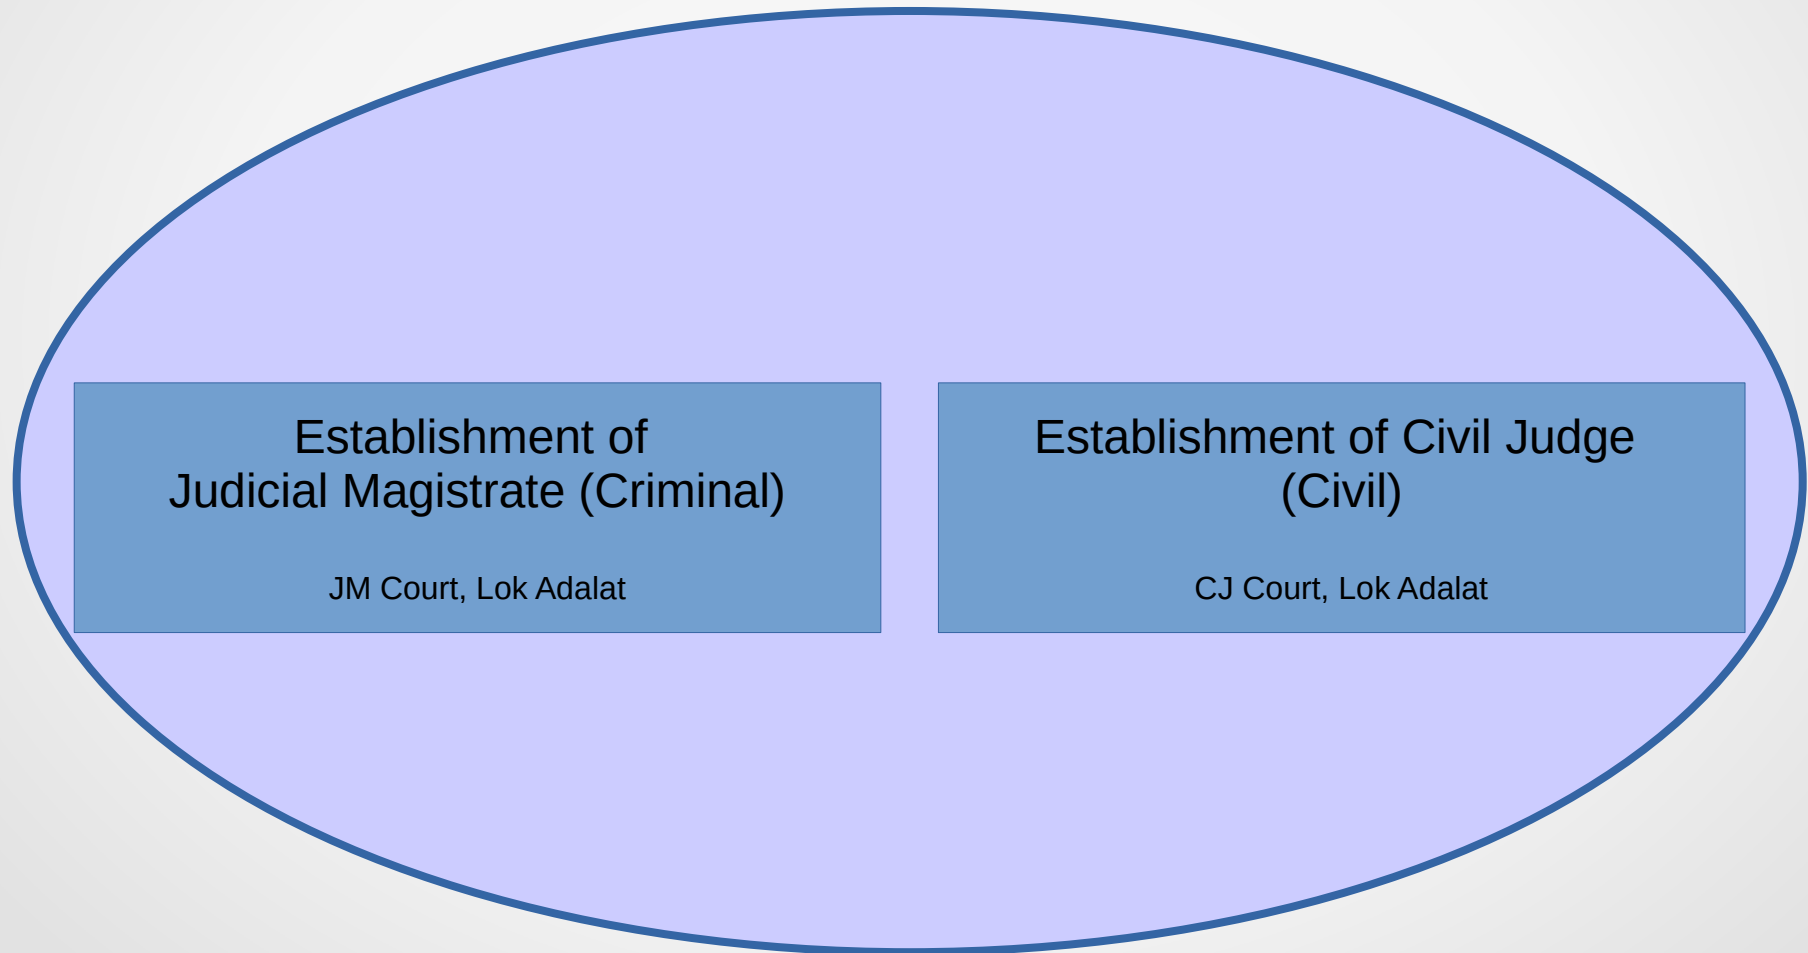 Establishment of
Judicial Magistrate (Criminal)
JM Court, Lok Adalat
Establishment of Civil Judge
(Civil)
CJ Court, Lok Adalat